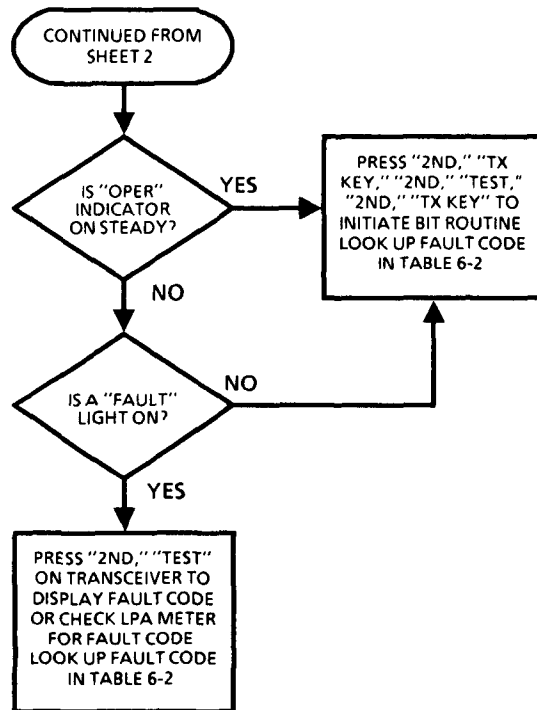 CONTINUED FROM
SHEET 2
IS "OPER"
INDICATOR
ON STEADY?
YES
PRESS "2ND," "TX
KEY," "2ND," "TEST,"
"2ND," "TX KEY" TO
INITIATE BIT ROUTINE
LOOK UP FAULT CODE
IN TABLE 6-2
NO
IS A "FAULT"
LIGHT ON?
NO
YES
PRESS "2ND," "TEST"
ON TRANSCEIVER TO
DISPLAY FAULT CODE
OR CHECK LPA METER
FOR FAULT CODE
LOOK UP FAULT CODE
IN TABLE 6-2